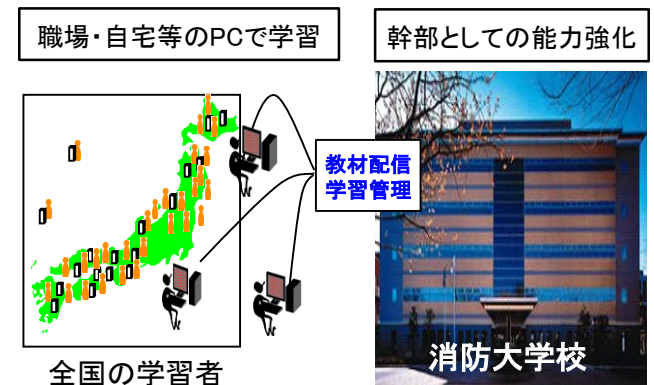 職場・自宅等のPCで学習
幹部としての能力強化
教材配信
学習管理
消防大学校
全国の学習者